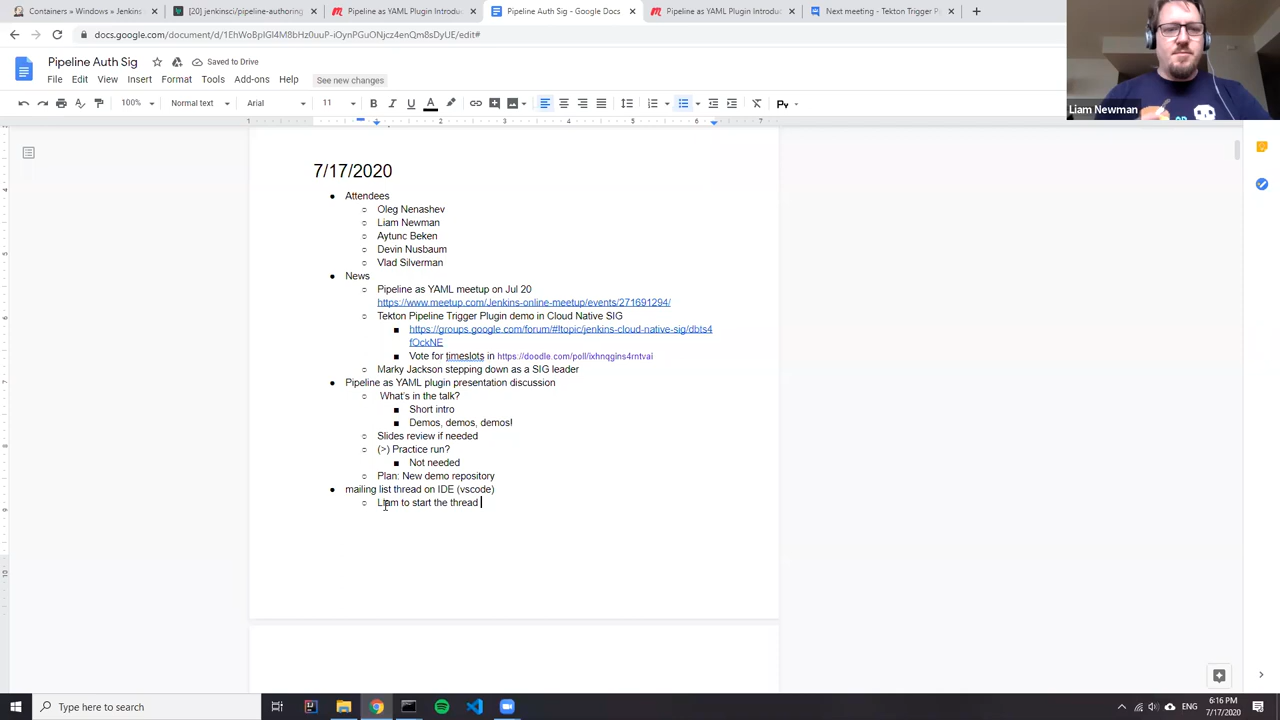 Containers » Windows » Jenkins
[20] jenkinsci/pipeline-authoring
Pipeline as YAML Plugin Introduc
Pipeline Auth Sig - Google Docs
Pipeline as YAML Plugin Introduc
Next meeting - Tekton Trigger P
docs.google.com/document/d/1EhWoBpIGl4M8bHz0uuP-iOynPGuONjcz4enQm8sDyUE/edit#
Pipeline Auth Sig
Saved to Drive
File Edit View Insert Format Tools Add-ons Help See new changes
100% Normal text Arial 11 B I U A Pv
Liam Newman
1 1 2 3 4 5 6 7
7/17/2020
● Attendees
○ Oleg Nenashev
○ Liam Newman
○ Aytunc Beken
○ Devin Nusbaum
○ Vlad Silverman
● News
○ Pipeline as YAML meetup on Jul 20
https://www.meetup.com/Jenkins-online-meetup/events/271691294/
○ Tekton Pipeline Trigger Plugin demo in Cloud Native SIG
■ https://groups.google.com/forum/#!topic/jenkins-cloud-native-sig/dbts4
fOckNE
■ Vote for timeslots in https://doodle.com/poll/ixhnqgins4rntvai
○ Marky Jackson stepping down as a SIG leader
● Pipeline as YAML plugin presentation discussion
○ What's in the talk?
■ Short intro
■ Demos, demos, demos!
○ Slides review if needed
○ (>) Practice run?
■ Not needed
○ Plan: New demo repository
● mailing list thread on IDE (vscode)
○ Liam to start the thread
Type here to search
ENG
6:16 PM
7/17/2020